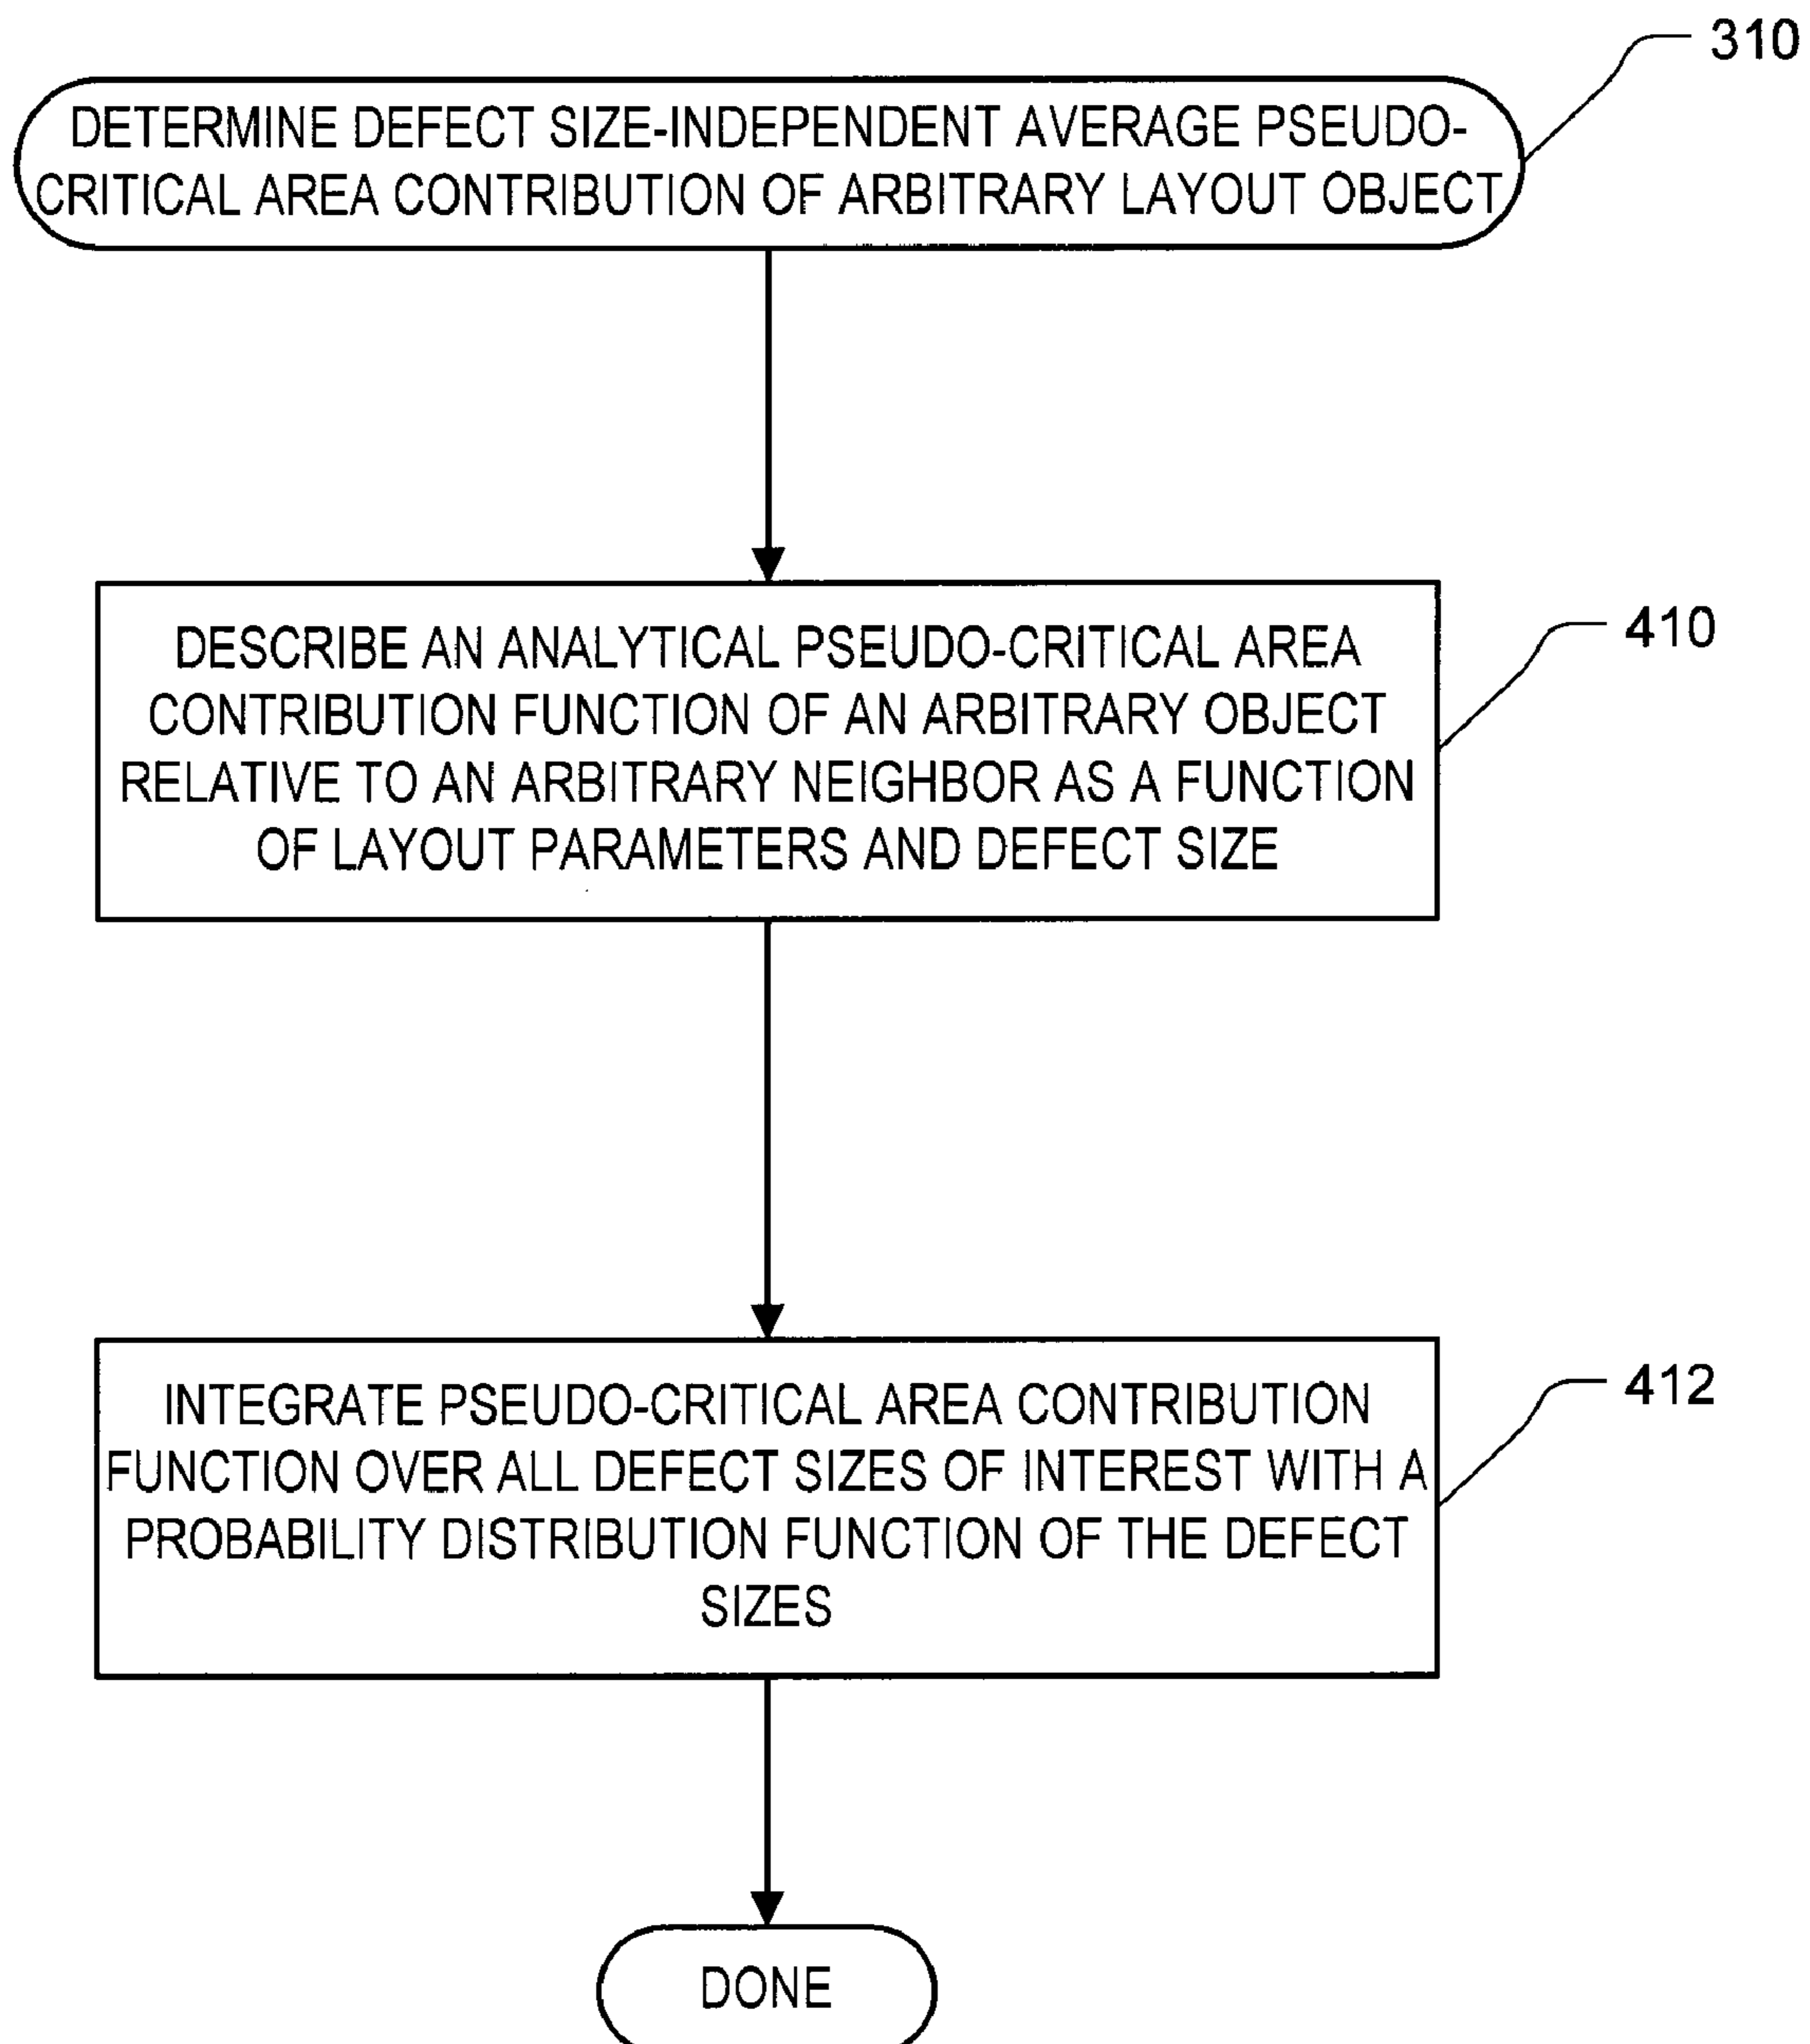 310
DETERMINE DEFECT SIZE-INDEPENDENT AVERAGE PSEUDO-
CRITICAL AREA CONTRIBUTION OF ARBITRARY LAYOUT OBJECT
410
DESCRIBE AN ANALYTICAL PSEUDO-CRITICAL AREA
CONTRIBUTION FUNCTION OF AN ARBITRARY OBJECT
RELATIVE TO AN ARBITRARY NEIGHBOR AS A FUNCTION
OF LAYOUT PARAMETERS AND DEFECT SIZE
412
INTEGRATE PSEUDO-CRITICAL AREA CONTRIBUTION
FUNCTION OVER ALL DEFECT SIZES OF INTEREST WITH A
PROBABILITY DISTRIBUTION FUNCTION OF THE DEFECT
SIZES
DONE